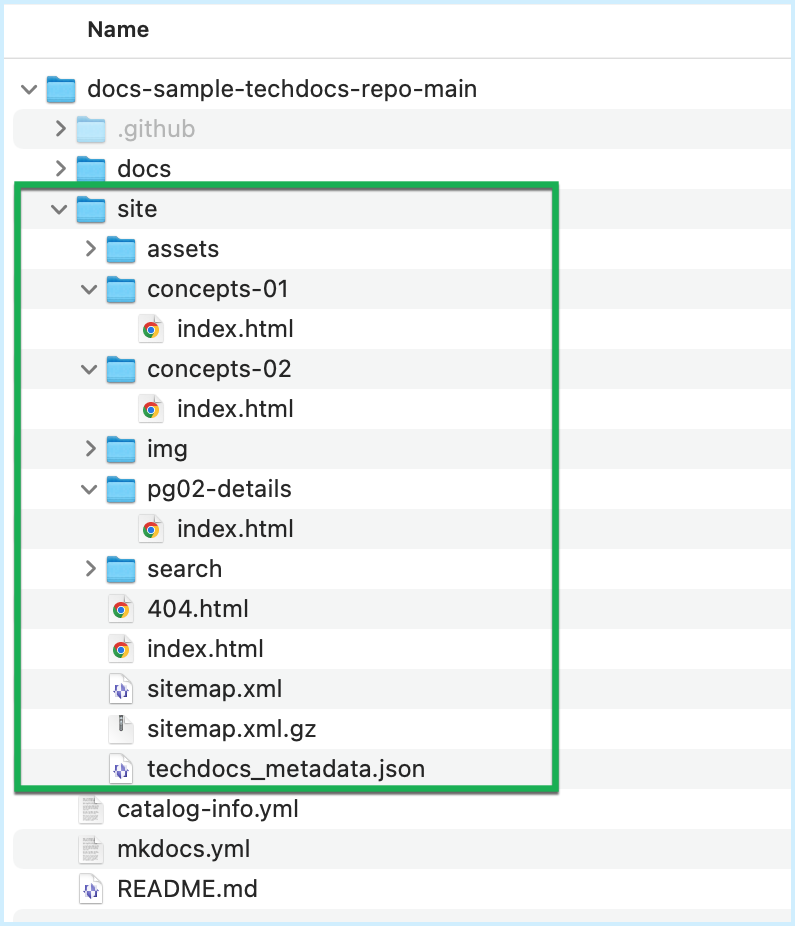 Name
docs-sample-techdocs-repo-main
.github
docs
site
assets
concepts-01
index.html
concepts-02
index.html
img
pg02-details
index.html
search
404.html
index.html
sitemap.xml
sitemap.xml.gz
techdocs_metadata.json
catalog-info.yml
mkdocs.yml
README.md